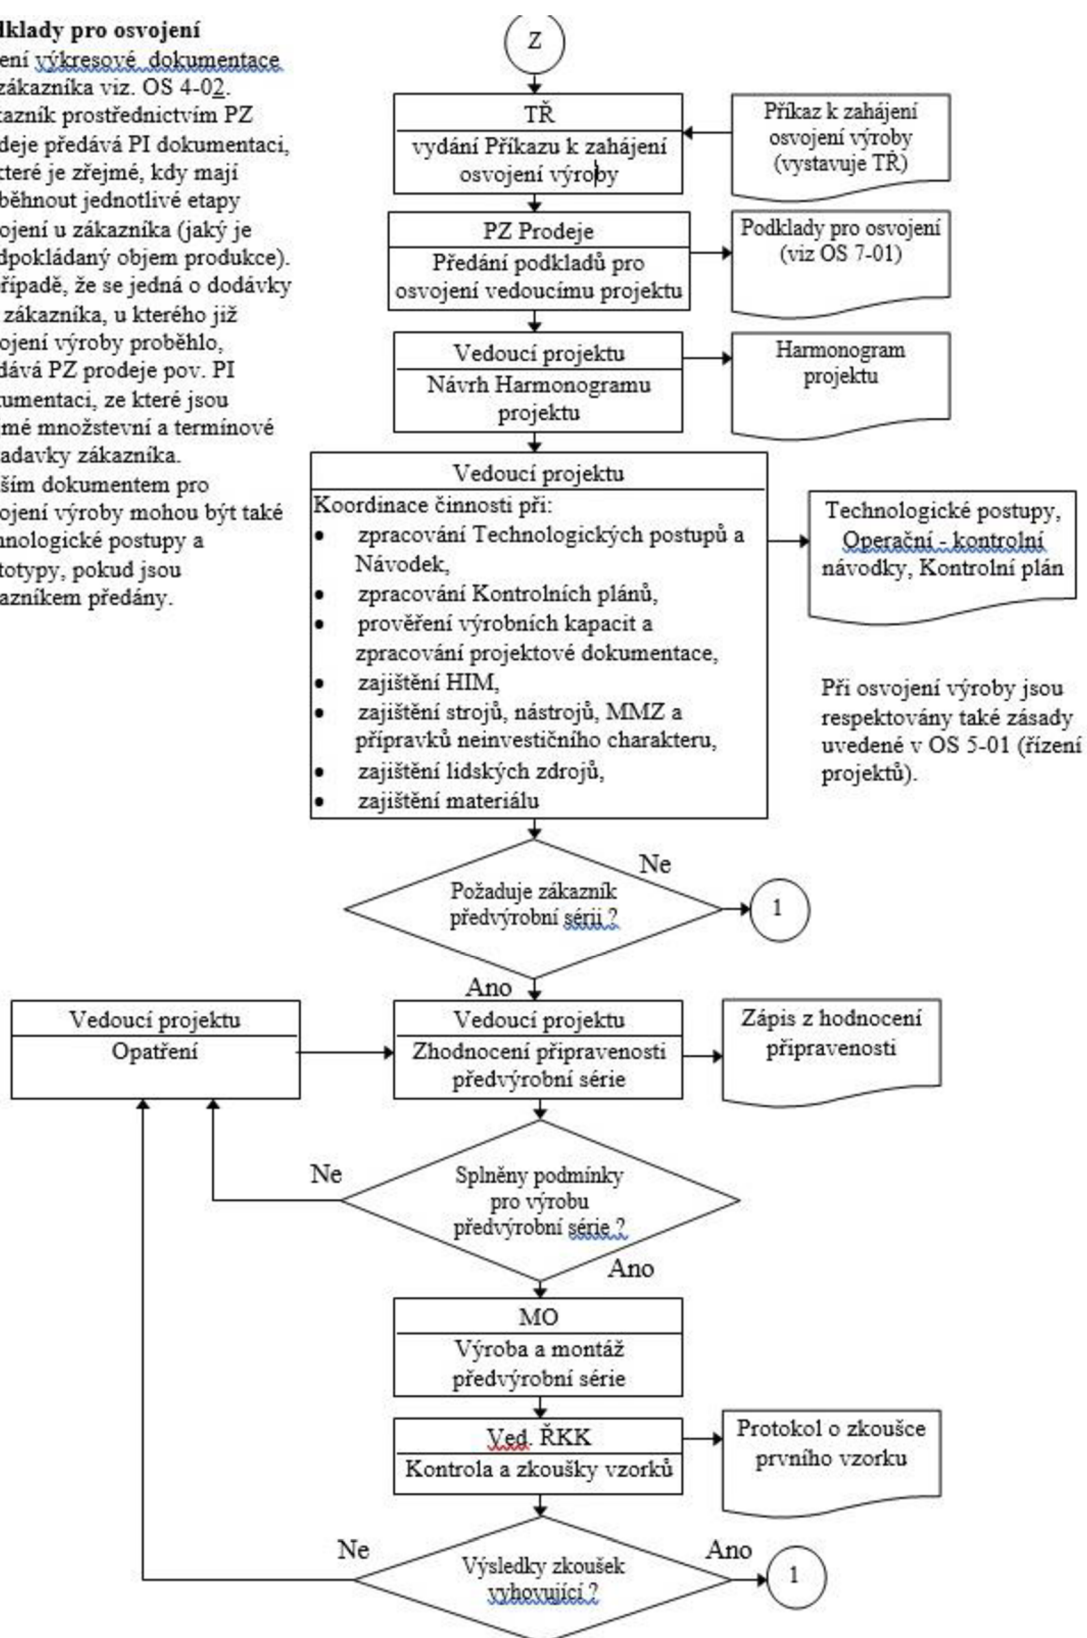 klady pro osvojení
ení výkresové dokumentace
zákazníka viz. OS 4-02.
azník prostřednictvím PZ
deje předává PI dokumentaci,
které je zřejmé, kdy mají
běhnout jednotlivé etapy
ojení u zákazníka (jaký je
dpokládaný objem produkce).
řípadě, že se jedná o dodávky
zákazníka, u kterého již
ojení výroby proběhlo,
dává PZ prodeje pov. PI
umentaci, ze které jsou
mé množstevní a termínové
adavky zákazníka.
ším dokumentem pro
ojení výroby mohou být také
hnologické postupy a
totypy, pokud jsou
azníkem předány.
Z
TŘ
vydání Příkazu k zahájení
osvojení výroby
Příkaz k zahájení
osvojení výroby
(vystavuje TŘ)
PZ Prodeje
Předání podkladů pro
osvojení vedoucímu projektu
Podklady pro osvojení
(viz OS 7-01)
Vedoucí projektu
Návrh Harmonogramu
projektu
Harmonogram
projektu
Vedoucí projektu
Koordinace činnosti při:
• zpracování Technologických postupů a
Návodek,
• zpracování Kontrolních plánů,
• prověření výrobních kapacit a
zpracování projektové dokumentace,
• zajištění HIM,
• zajištění strojů, nástrojů, MMZ a
přípravků neinvestičního charakteru,
• zajištění lidských zdrojů,
• zajištění materiálu
Technologické postupy,
Operační - kontrolní
návodky, Kontrolní plán
Při osvojení výroby jsou
respektovány také zásady
uvedené v OS 5-01 (řízení
projektů).
Požaduje zákazník
předvýrobní sérii ?
Ne
1
Ano
Vedoucí projektu
Opatření
Vedoucí projektu
Zhodnocení připravenosti
předvýrobní série
Zápis z hodnocení
připravenosti
Ne
Splněny podmínky
pro výrobu
předvýrobní série ?
Ano
MO
Výroba a montáž
předvýrobní série
Ved. ŘKK
Kontrola a zkoušky vzorků
Protokol o zkoušce
prvního vzorku
Ne
Výsledky zkoušek
vyhovující ?
Ano
1